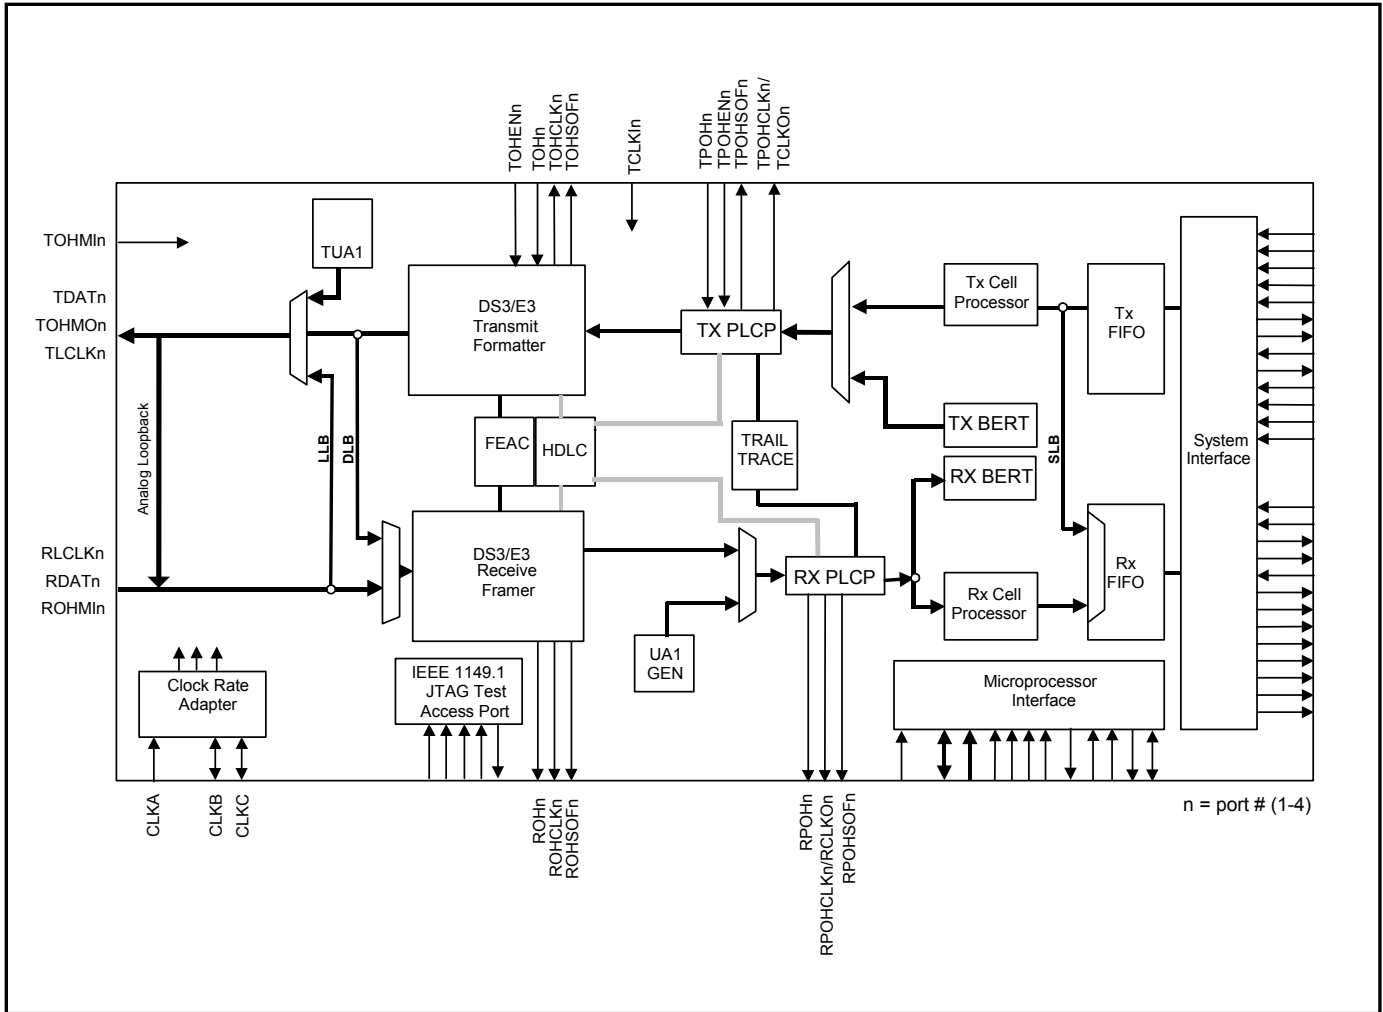 TOHENn
TOHn
TOHCLKn
TOHSOFn
TCLKIn
TPOHn
TPOHENn
TPOHSOFn
TPOHCLKn/
TCLKOn
TOHMIn
TDATn
TOHMOn
TLCLKn
TUA1
DS3/E3
Transmit
Formatter
TX PLCP
Tx Cell
Processor
Tx
FIFO
System
Interface
Analog Loopback
LLB
DLB
FEAC
HDLC
TRAIL
TRACE
TX BERT
RX BERT
SLB
RLCLKn
RDATn
ROHMIn
DS3/E3
Receive
Framer
RX PLCP
Rx Cell
Processor
Rx
FIFO
UA1
GEN
Clock Rate
Adapter
IEEE 1149.1
JTAG Test
Access Port
Microprocessor
Interface
CLKA
CLKB
CLKC
ROHn
ROHCLKn
ROHSOFn
RPOHn
RPOHCLKn/RCLKOn
RPOHSOFn
n = port # (1-4)